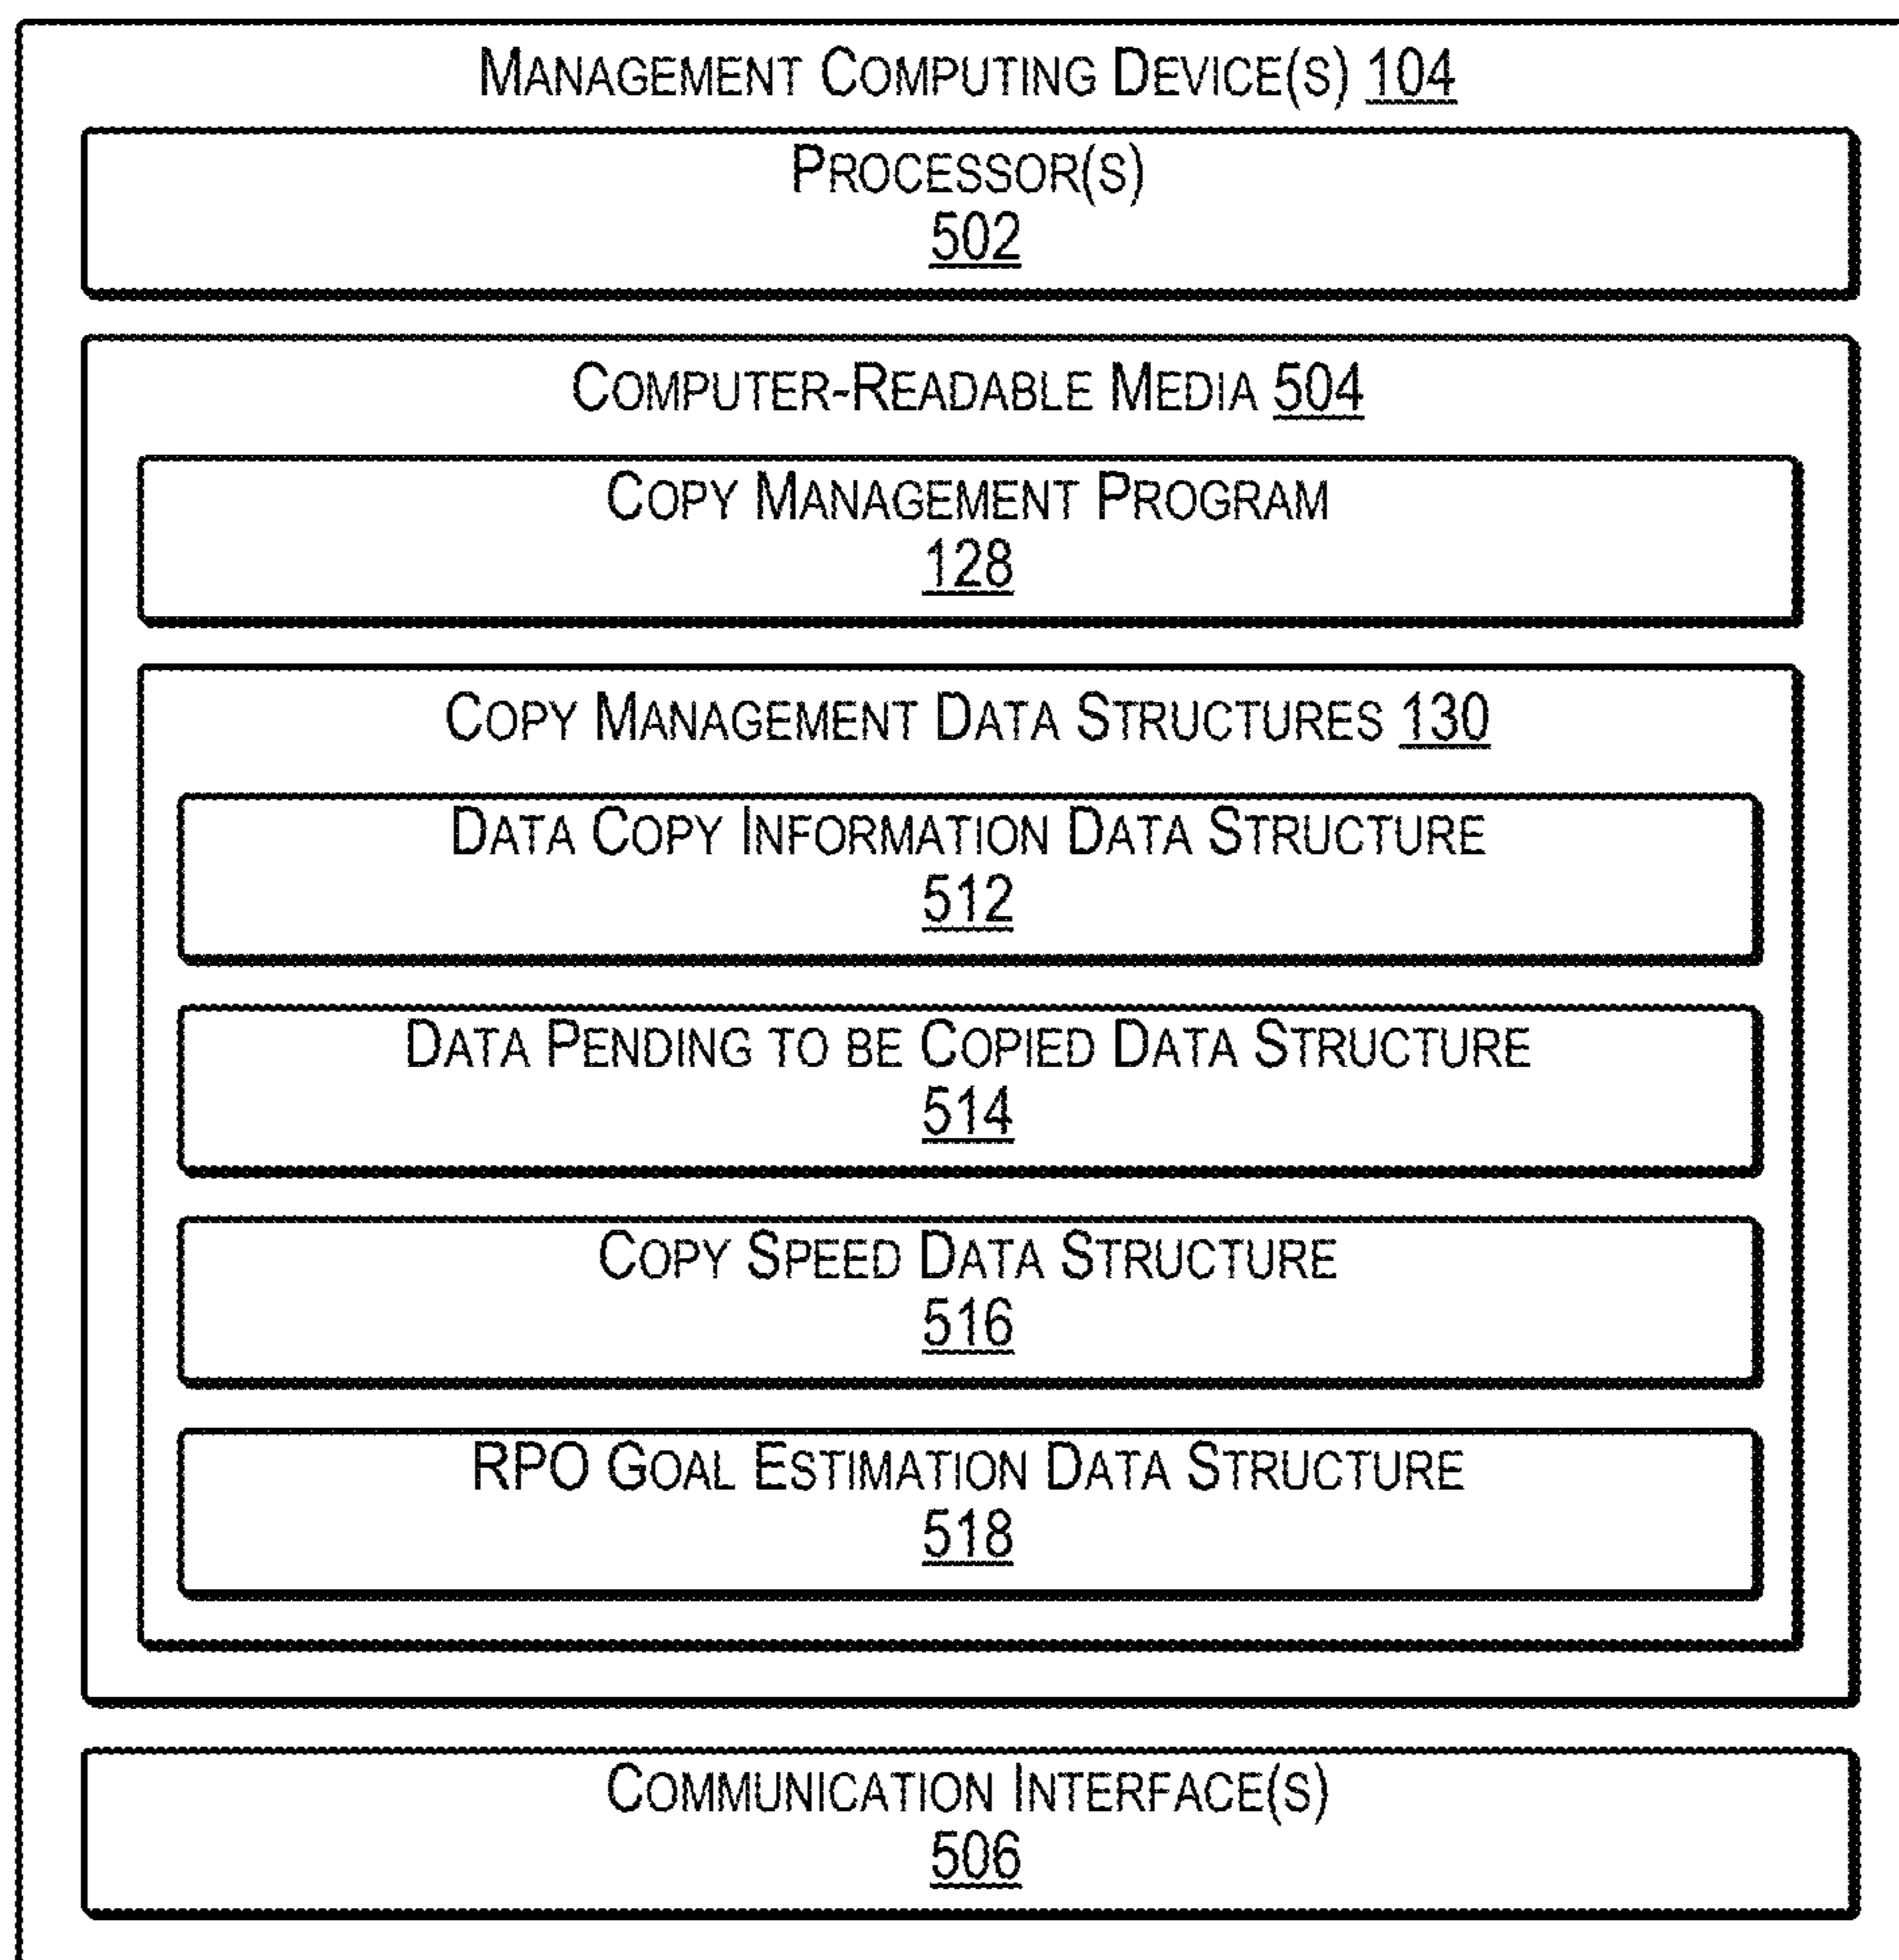 MANAGEMENT COMPUTING DEVICE(S) 104
PROCESSOR(S)
502
COMPUTER-READABLE MEDIA 504
COPY MANAGEMENT PROGRAM
128
COPY MANAGEMENT DATA STRUCTURES 130
DATA COPY INFORMATION DATA STRUCTURE
512
DATA PENDING TO BE COPIED DATA STRUCTURE
514
COPY SPEED DATA STRUCTURE
516
RPO GOAL ESTIMATION DATA STRUCTURE
518
COMMUNICATION INTERFACE(S)
506